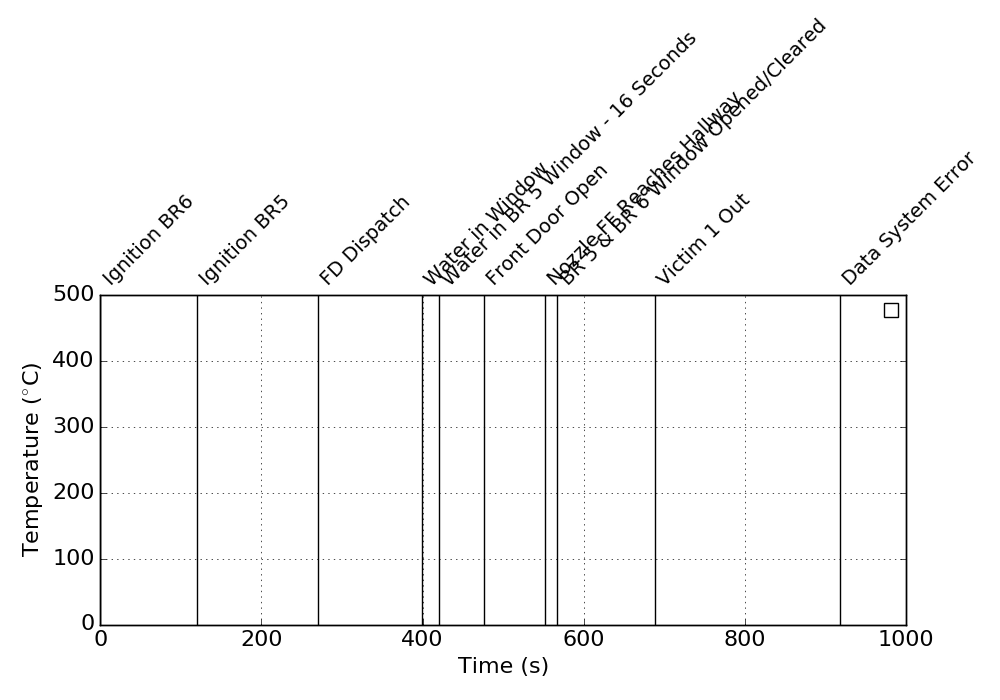 Ignition BR6
Ignition BR5
FD Dispatch
Water in Window
Water in BR 5 Window - 16 Seconds
Front Door Open
Nozzle FF Reaches Hallway
BR 5 & BR 6 Window Opened/Cleared
Victim 1 Out
Data System Error
500
400
300
200
100
0
Temperature (°C)
0 200 400 600 800 1000
Time (s)